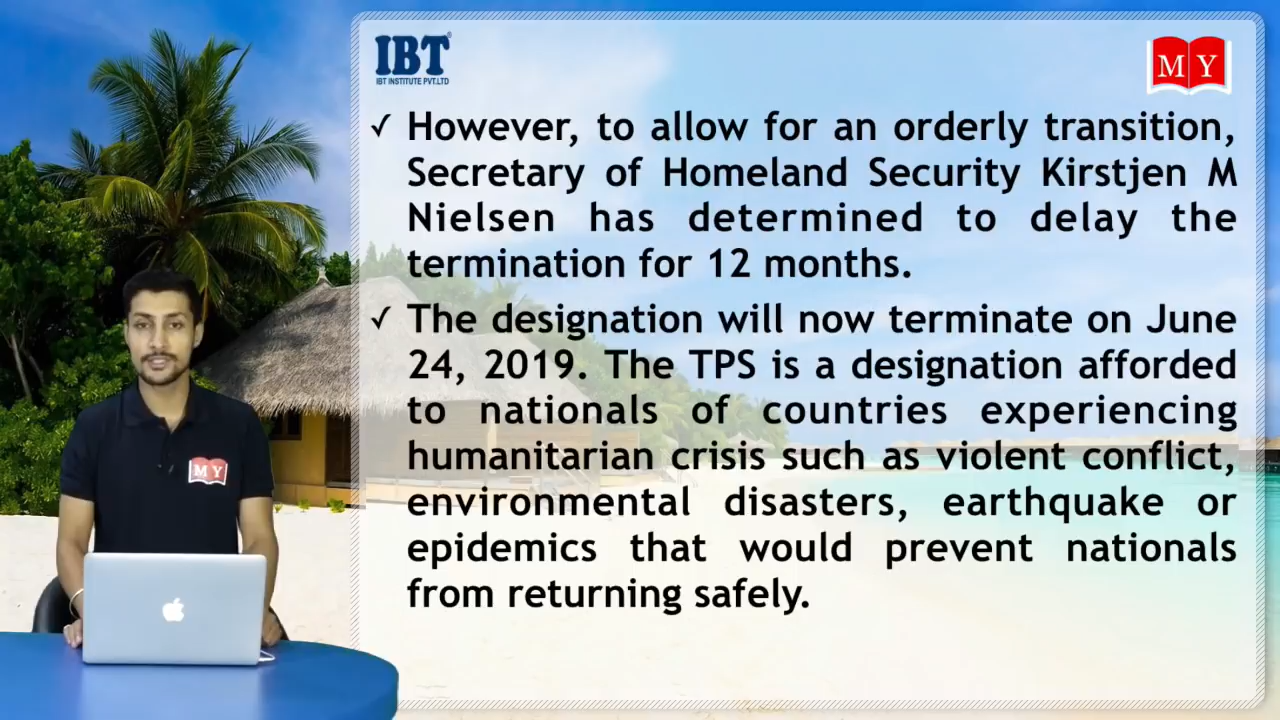 IBT
IBT INSTITUTE PVT.LTD
M Y
✓ However, to allow for an orderly transition,
Secretary of Homeland Security Kirstjen M
Nielsen has determined to delay the
termination for 12 months.
✓ The designation will now terminate on June
24, 2019. The TPS is a designation afforded
to nationals of countries experiencing
humanitarian crisis such as violent conflict,
environmental disasters, earthquake or
epidemics that would prevent nationals
from returning safely.
M Y